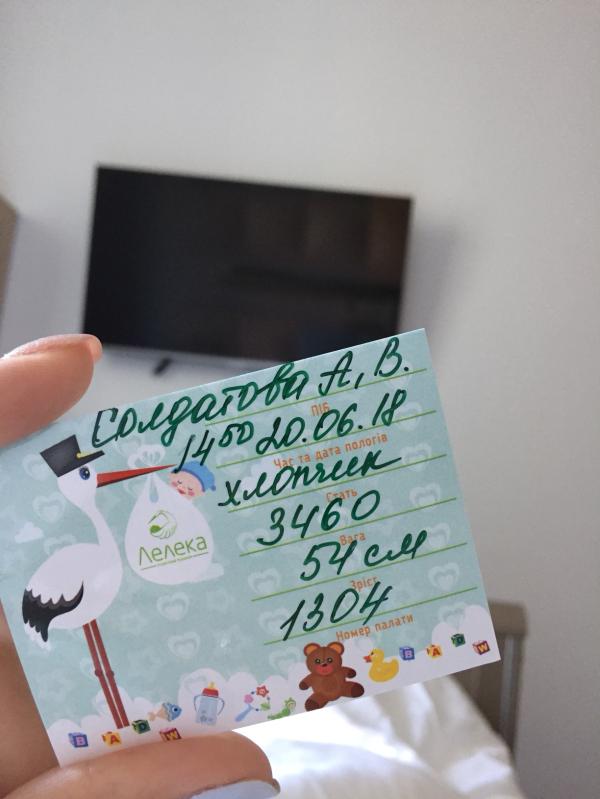 Солдатова А, В.
ПІБ
14⁵⁰ 20.06.18
Час та дата пологів
хлопчик
Стать
3460
Вага
54 см
Зріст
1304
Номер палати
Лелека
B A D W
B A D W